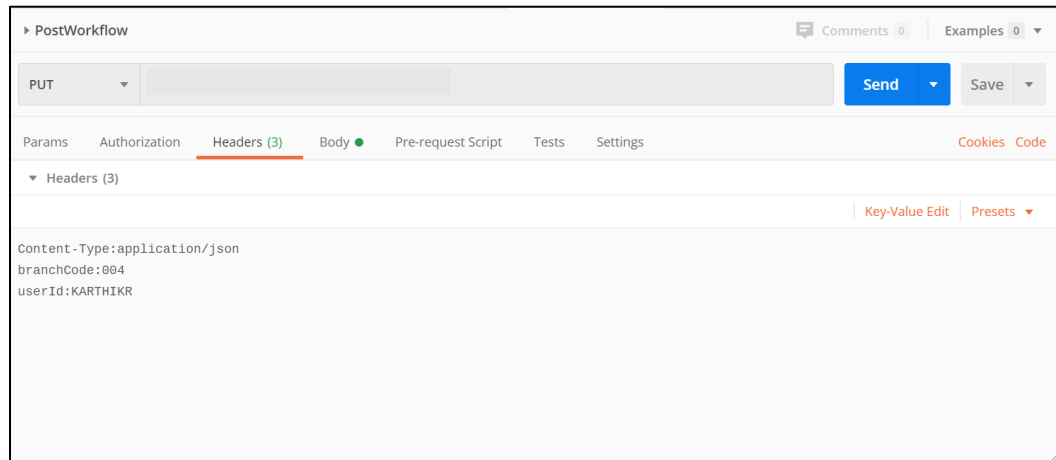 PostWorkflow Comments 0 Examples 0
PUT Send Save
Params Authorization Headers (3) Body Pre-request Script Tests Settings Cookies Code
Headers (3)
Key-Value Edit Presets
Content-Type:application/json
branchCode:004
userId:KARTHIKR